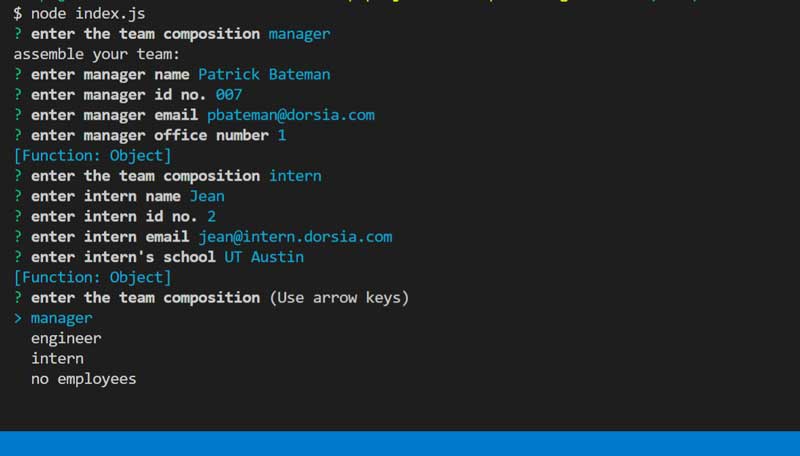 $ node index.js
? enter the team composition manager
assemble your team:
? enter manager name Patrick Bateman
? enter manager id no. 007
? enter manager email pbateman@dorsia.com
? enter manager office number 1
[Function: Object]
? enter the team composition intern
? enter intern name Jean
? enter intern id no. 2
? enter intern email jean@intern.dorsia.com
? enter intern's school UT Austin
[Function: Object]
? enter the team composition (Use arrow keys)
> manager
engineer
intern
no employees